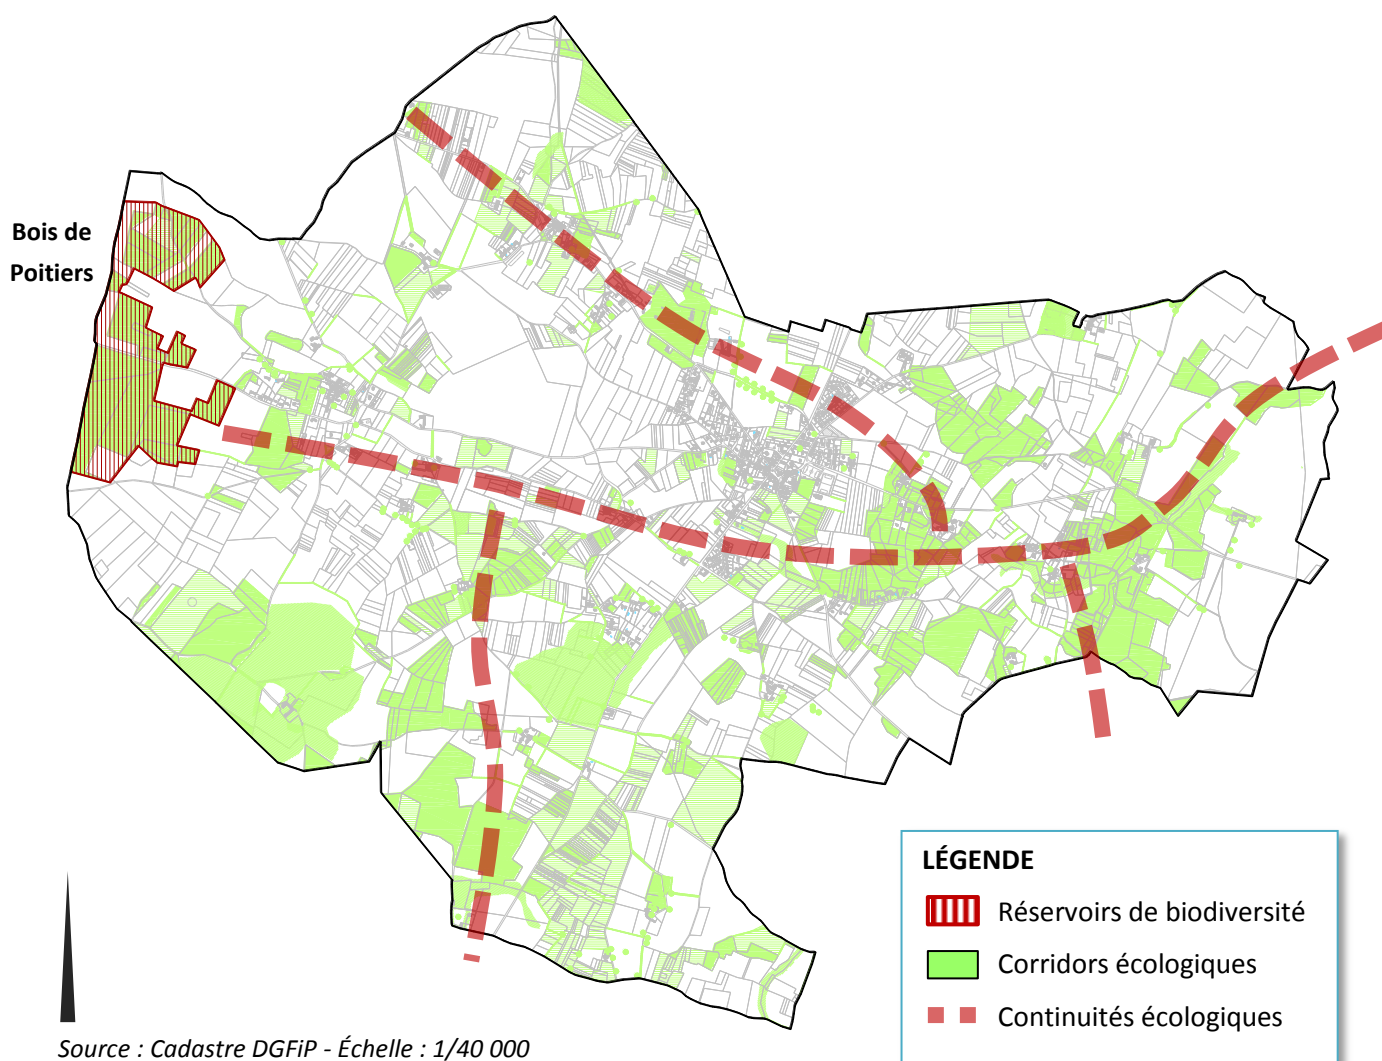 Bois de
Poitiers
LÉGENDE
Réservoirs de biodiversité
Corridors écologiques
Continuités écologiques
Source : Cadastre DGFiP - Échelle : 1/40 000